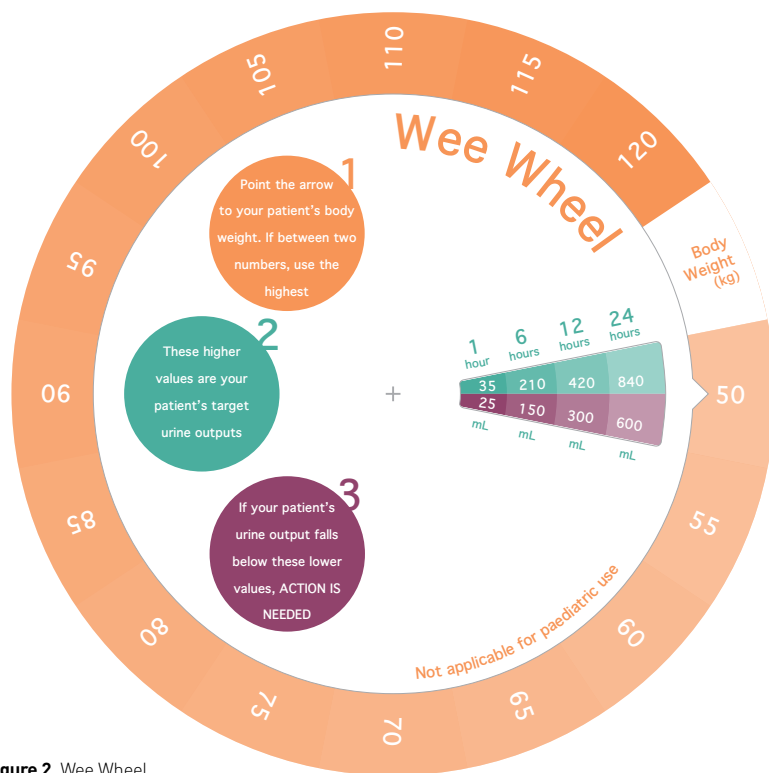 Wee Wheel
1
Point the arrow
to your patient's body
weight. If between two
numbers, use the
highest
2
These higher
values are your
patient's target
urine outputs
3
If your patient's
urine output falls
below these lower
values, ACTION IS
NEEDED
1
hour
6
hours
12
hours
24
hours
35 210 420 840
25 150 300 600
mL mL mL mL
Not applicable for paediatric use
Body
Weight
(kg)
50
55
60
65
70
75
80
85
90
95
100
105
110
115
120
gure 2 Wee Wheel